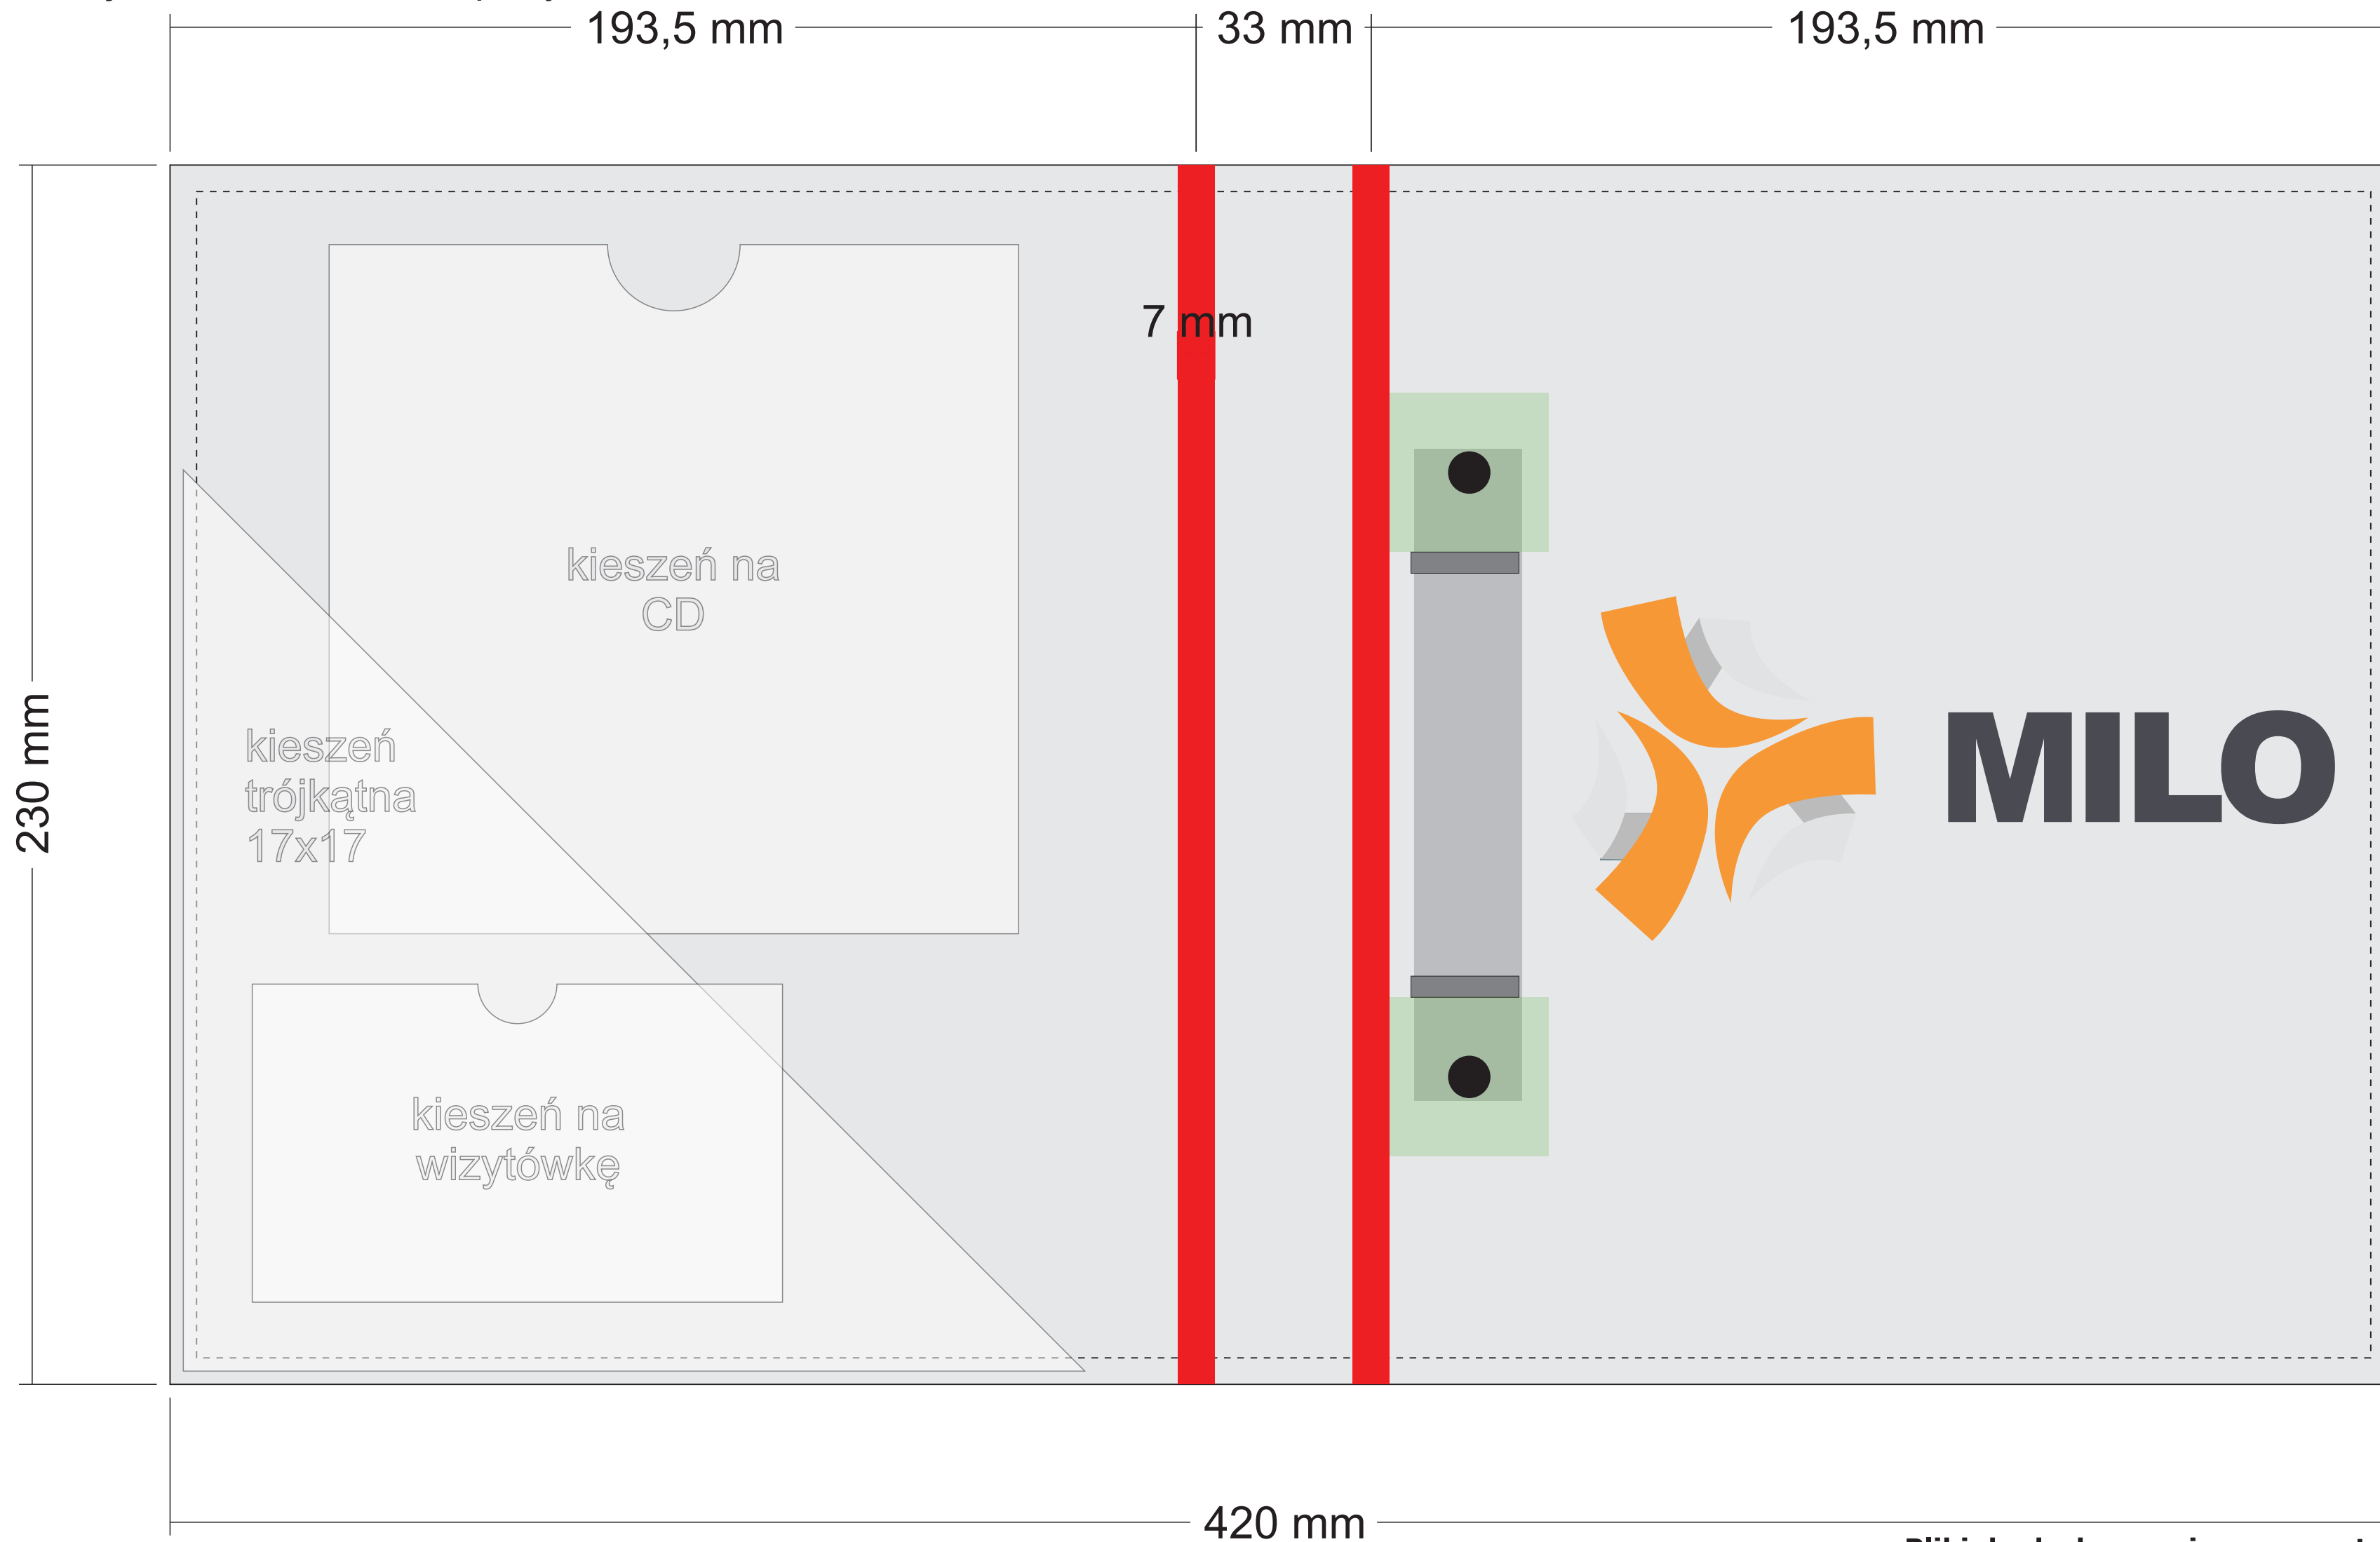 193,5 mm
33 mm
193,5 mm
7 mm
kieszeń na
CD
kieszeń
trójkątna
17x17
230 mm
MILO
kieszeń na
wizytówkę
420 mm